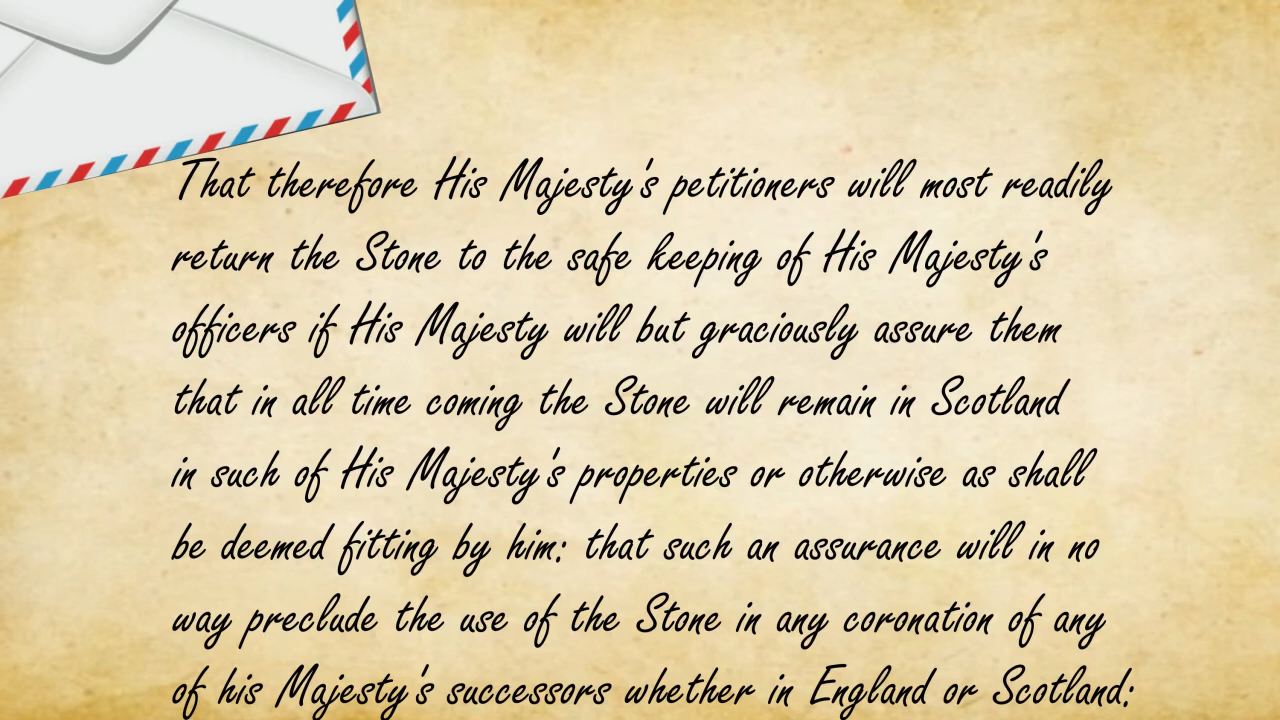 That therefore His Majesty's petitioners will most readily
return the Stone to the safe keeping of His Majesty's
officers if His Majesty will but graciously assure them
that in all time coming the Stone will remain in Scotland
in such of His Majesty's properties or otherwise as shall
be deemed fitting by him: that such an assurance will in no
way preclude the use of the Stone in any coronation of any
of his Majesty's successors whether in England or Scotland: